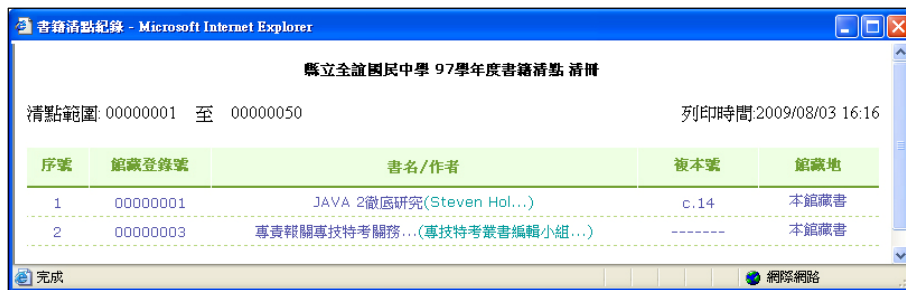 書籍清點紀錄 - Microsoft Internet Explorer
縣立全誼國民中學 97學年度書籍清點 清冊
清點範圍: 00000001 至 00000050 列印時間:2009/08/03 16:16
序號 館藏登錄號 書名/作者 複本號 館藏地
1 00000001 JAVA 2徹底研究(Steven Hol...) c.14 本館藏書
2 00000003 專責報關專技特考關務...(專技特考叢書編輯小組...) ------- 本館藏書
完成 網際網路